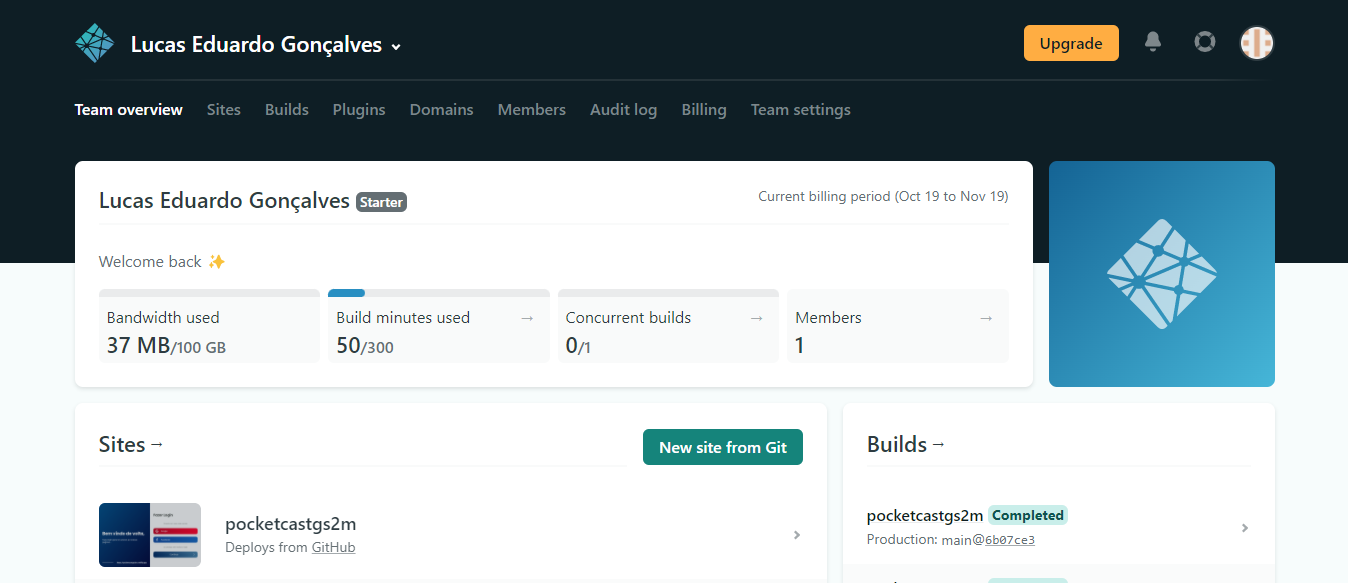 Lucas Eduardo Gonçalves
Upgrade
Team overview Sites Builds Plugins Domains Members Audit log Billing Team settings
Lucas Eduardo Gonçalves Starter
Current billing period (Oct 19 to Nov 19)
Welcome back ✨
Bandwidth used
37 MB/100 GB
Build minutes used →
50/300
Concurrent builds →
0/1
Members →
1
Sites →
New site from Git
pocketcastgs2m
Deploys from GitHub
Builds →
pocketcastgs2m Completed
Production: main@6b07ce3